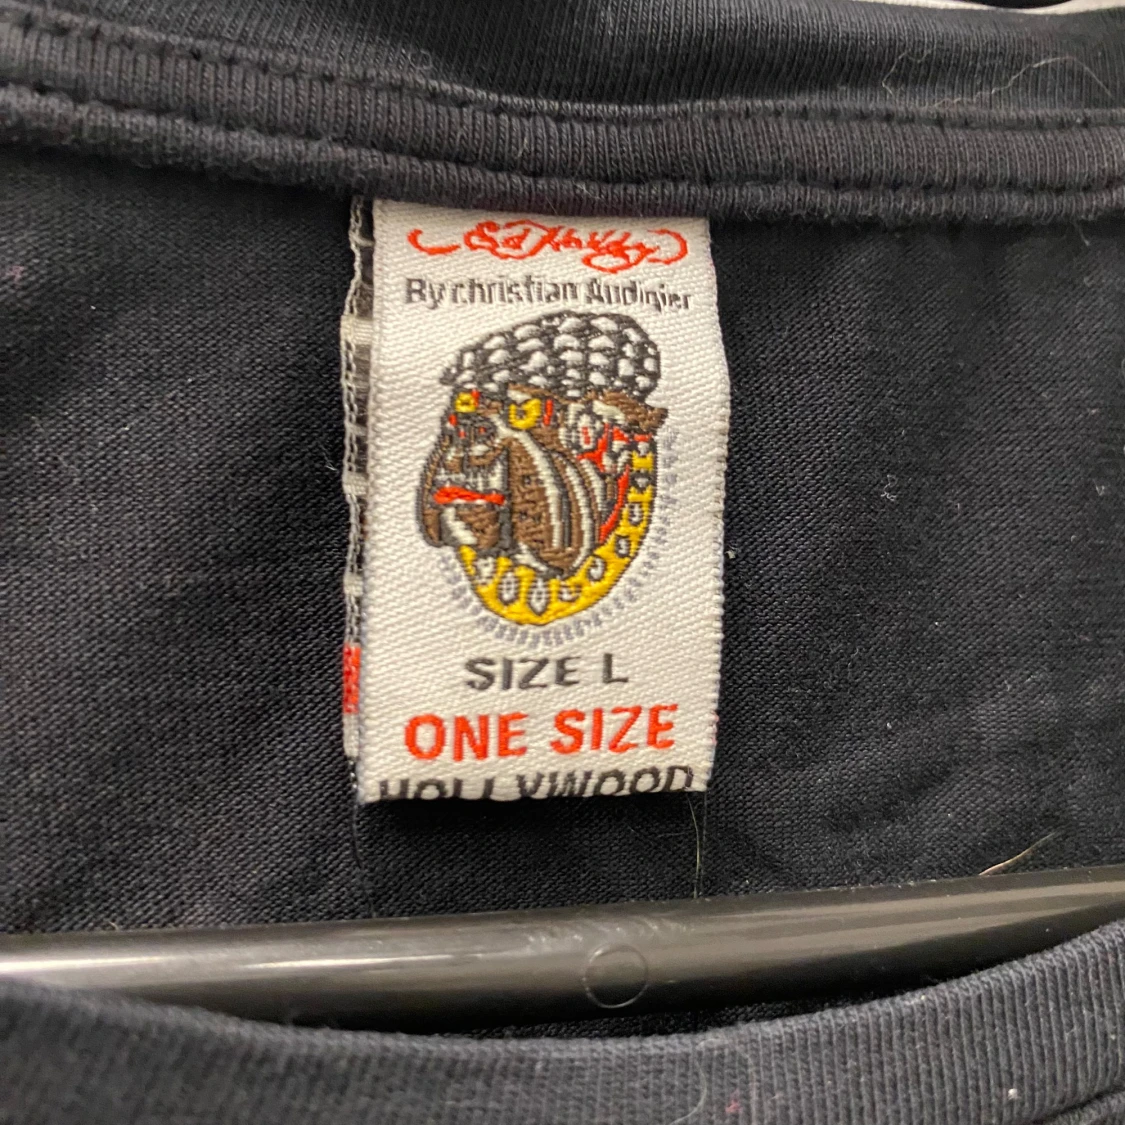 Ed Hardy
By Christian Audigier
SIZE L
ONE SIZE
HOLLYWOOD